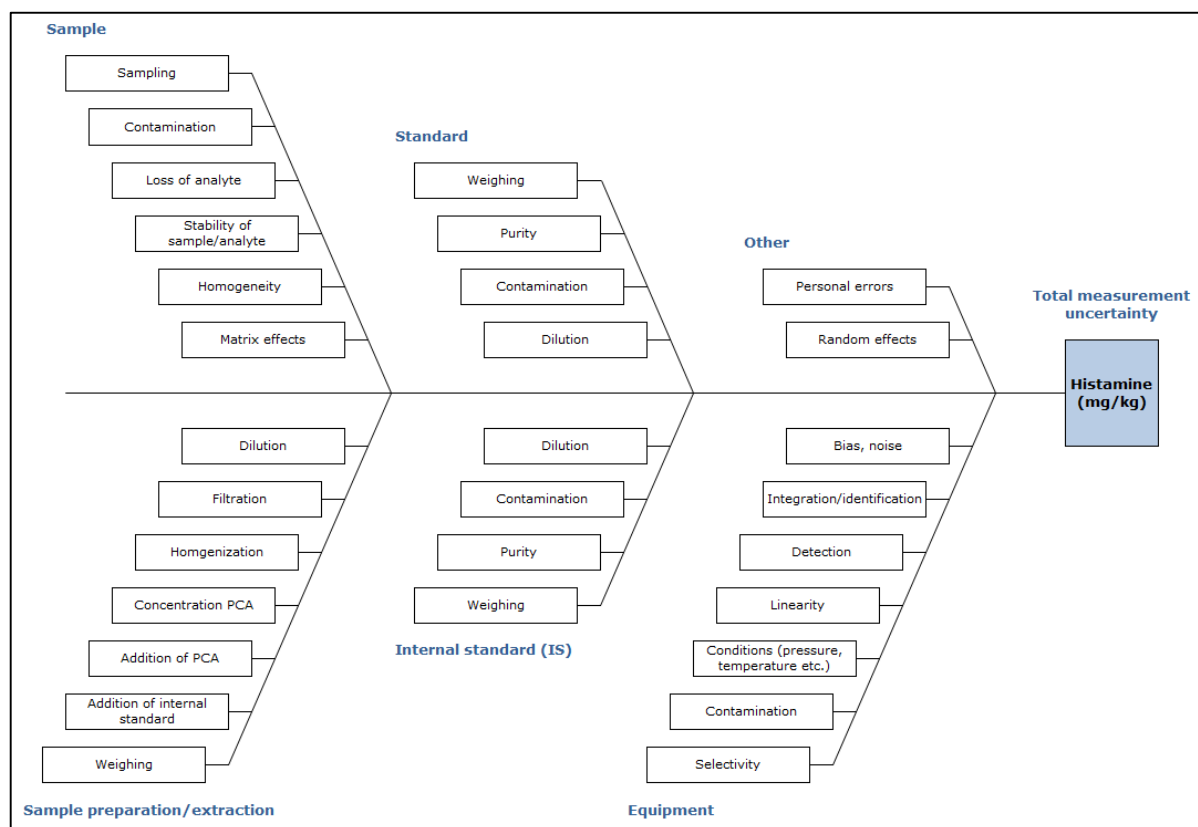 Sample
Sampling
Contamination
Loss of analyte
Stability of
sample/analyte
Homogeneity
Matrix effects
Standard
Weighing
Purity
Contamination
Dilution
Other
Personal errors
Random effects
Total measurement
uncertainty
Histamine
(mg/kg)
Dilution
Filtration
Homgenization
Concentration PCA
Addition of PCA
Addition of internal
standard
Weighing
Sample preparation/extraction
Dilution
Contamination
Purity
Weighing
Internal standard (IS)
Bias, noise
Integration/identification
Detection
Linearity
Conditions (pressure,
temperature etc.)
Contamination
Selectivity
Equipment